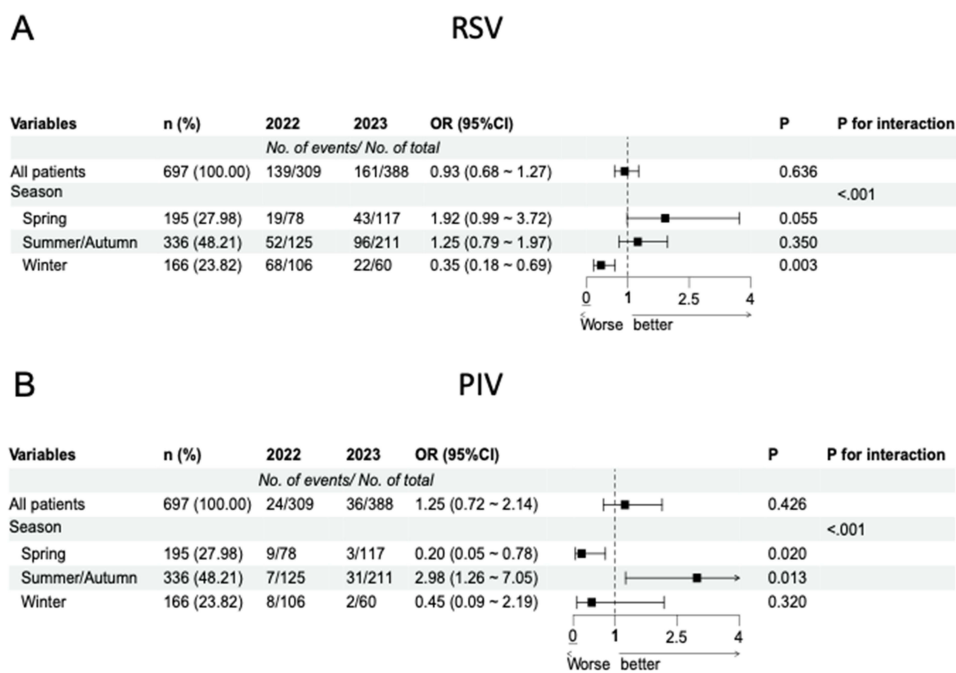 A
RSV
Variables n (%) 2022 2023 OR (95%CI) P P for interaction
No. of events/ No. of total
All patients 697 (100.00) 139/309 161/388 0.93 (0.68 ~ 1.27) 0.636
Season <.001
Spring 195 (27.98) 19/78 43/117 1.92 (0.99 ~ 3.72) 0.055
Summer/Autumn 336 (48.21) 52/125 96/211 1.25 (0.79 ~ 1.97) 0.350
Winter 166 (23.82) 68/106 22/60 0.35 (0.18 ~ 0.69) 0.003
0 1 2.5 4
Worse better
B
PIV
Variables n (%) 2022 2023 OR (95%CI) P P for interaction
No. of events/ No. of total
All patients 697 (100.00) 24/309 36/388 1.25 (0.72 ~ 2.14) 0.426
Season <.001
Spring 195 (27.98) 9/78 3/117 0.20 (0.05 ~ 0.78) 0.020
Summer/Autumn 336 (48.21) 7/125 31/211 2.98 (1.26 ~ 7.05) 0.013
Winter 166 (23.82) 8/106 2/60 0.45 (0.09 ~ 2.19) 0.320
0 1 2.5 4
Worse better